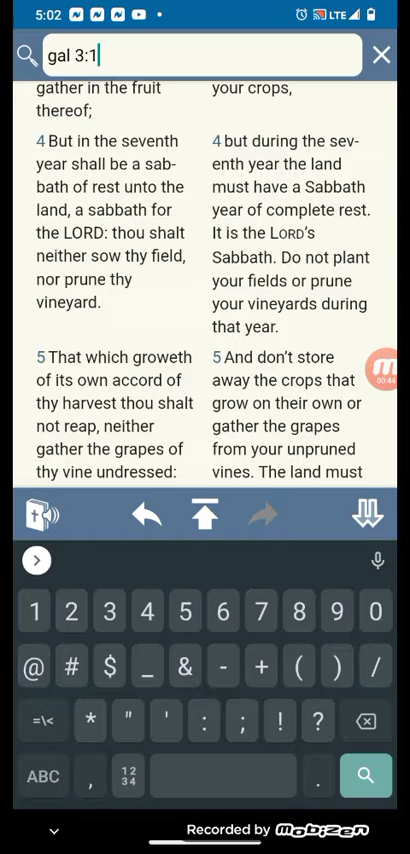 5:02 LTE
gal 3:1
gather in the fruit
thereof;
4 But in the seventh
year shall be a sab-
bath of rest unto the
land, a sabbath for
the LORD: thou shalt
neither sow thy field,
nor prune thy
vineyard.
5 That which groweth
of its own accord of
thy harvest thou shalt
not reap, neither
gather the grapes of
thy vine undressed:
your crops,
4 but during the sev-
enth year the land
must have a Sabbath
year of complete rest.
It is the LORD'S
Sabbath. Do not plant
your fields or prune
your vineyards during
that year.
5 And don't store
away the crops that
grow on their own or
gather the grapes
from your unpruned
vines. The land must
00:44
1 2 3 4 5 6 7 8 9 0
@ # $ _ & - + ( ) /
=\< * " ' : ; ! ?
ABC , 12 .
34
Recorded by mobizen